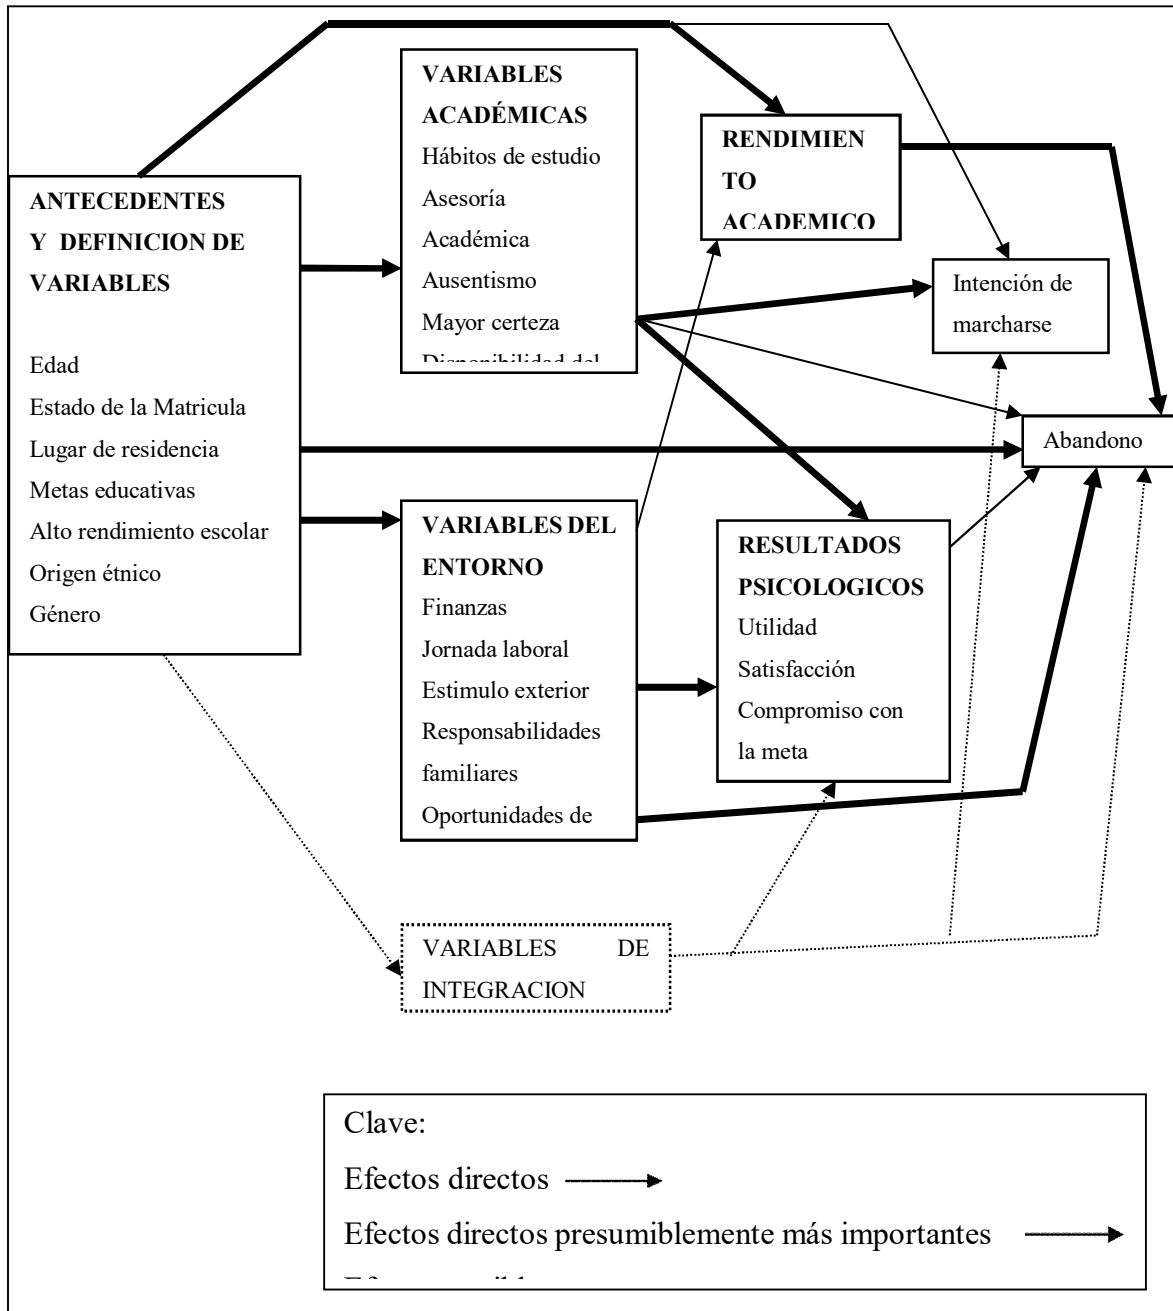 VARIABLES
ACADÉMICAS
Hábitos de estudio
Asesoría
Académica
Ausentismo
Mayor certeza
Disponibilidad del
RENDIMIEN
TO
ACADEMICO
ANTECEDENTES
Y DEFINICION DE
VARIABLES
Edad
Estado de la Matricula
Lugar de residencia
Metas educativas
Alto rendimiento escolar
Origen étnico
Género
Intención de
marcharse
Abandono
VARIABLES DEL
ENTORNO
Finanzas
Jornada laboral
Estimulo exterior
Responsabilidades
familiares
Oportunidades de
RESULTADOS
PSICOLOGICOS
Utilidad
Satisfacción
Compromiso con
la meta
VARIABLES DE
INTEGRACION
Clave:
Efectos directos
Efectos directos presumiblemente más importantes